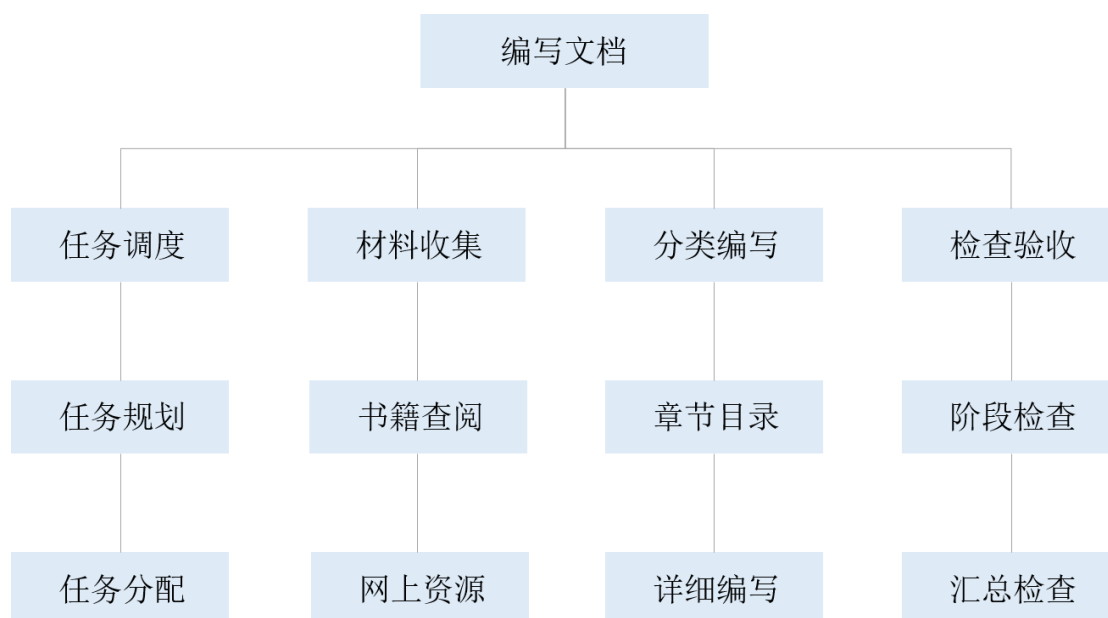 编写文档
任务调度
材料收集
分类编写
检查验收
任务规划
书籍查阅
章节目录
阶段检查
任务分配
网上资源
详细编写
汇总检查